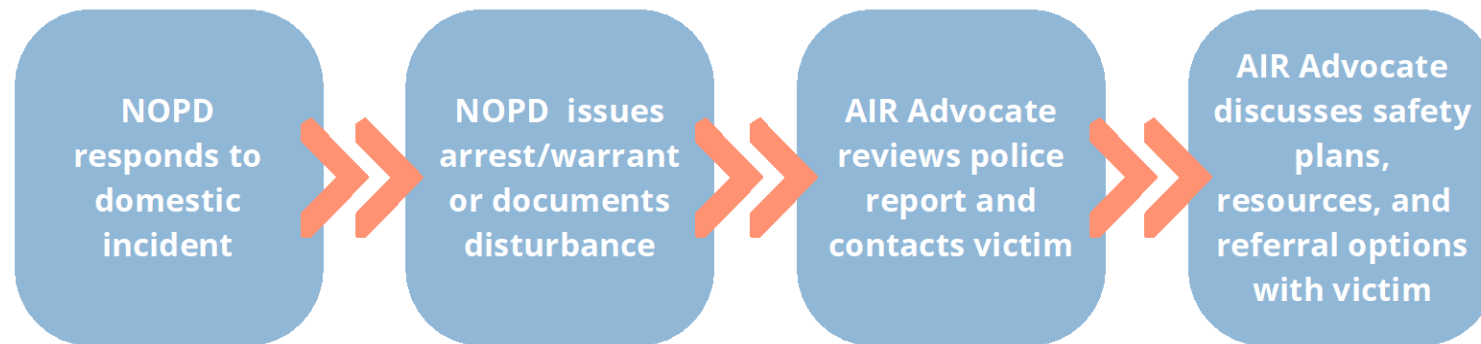 NOPD
responds to
domestic
incident
NOPD issues
arrest/warrant
or documents
disturbance
AIR Advocate
reviews police
report and
contacts victim
AIR Advocate
discusses safety
plans,
resources, and
referral options
with victim